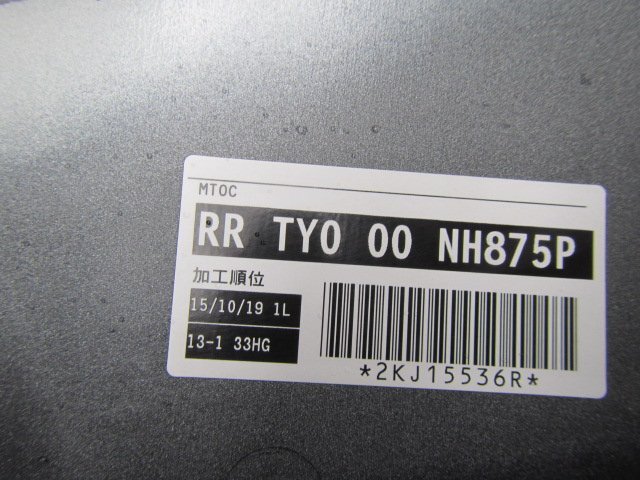 MTOC
RR TY0 00 NH875P
加工順位
15/10/19 1L
13-1 33HG
*2KJ15536R*